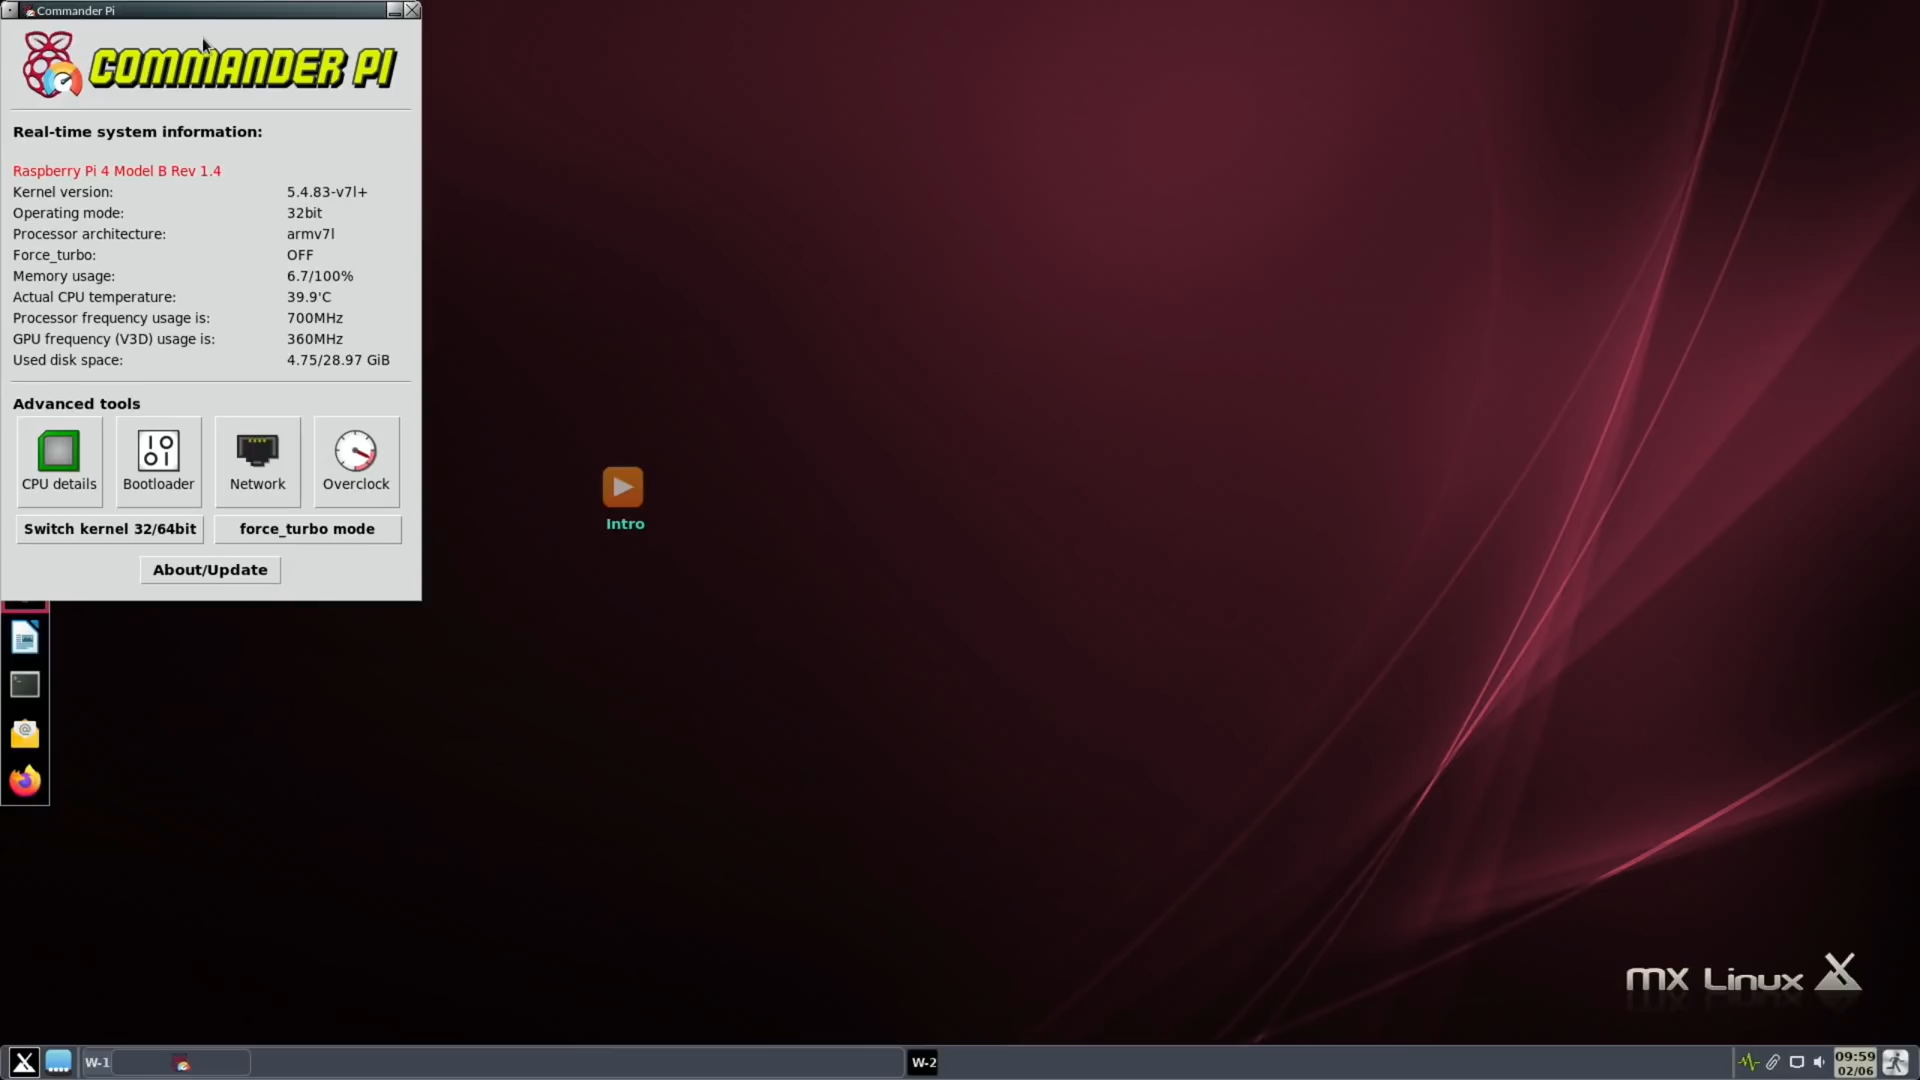 Commander Pi
COMMANDER PI
Real-time system information:
Raspberry Pi 4 Model B Rev 1.4
Kernel version: 5.4.83-v7l+
Operating mode: 32bit
Processor architecture: armv7l
Force_turbo: OFF
Memory usage: 6.7/100%
Actual CPU temperature: 39.9'C
Processor frequency usage is: 700MHz
GPU frequency (V3D) usage is: 360MHz
Used disk space: 4.75/28.97 GiB
Advanced tools
CPU details Bootloader Network Overclock
Switch kernel 32/64bit force_turbo mode
About/Update
Intro
MX Linux
W-1 W-2 09:59
02/06